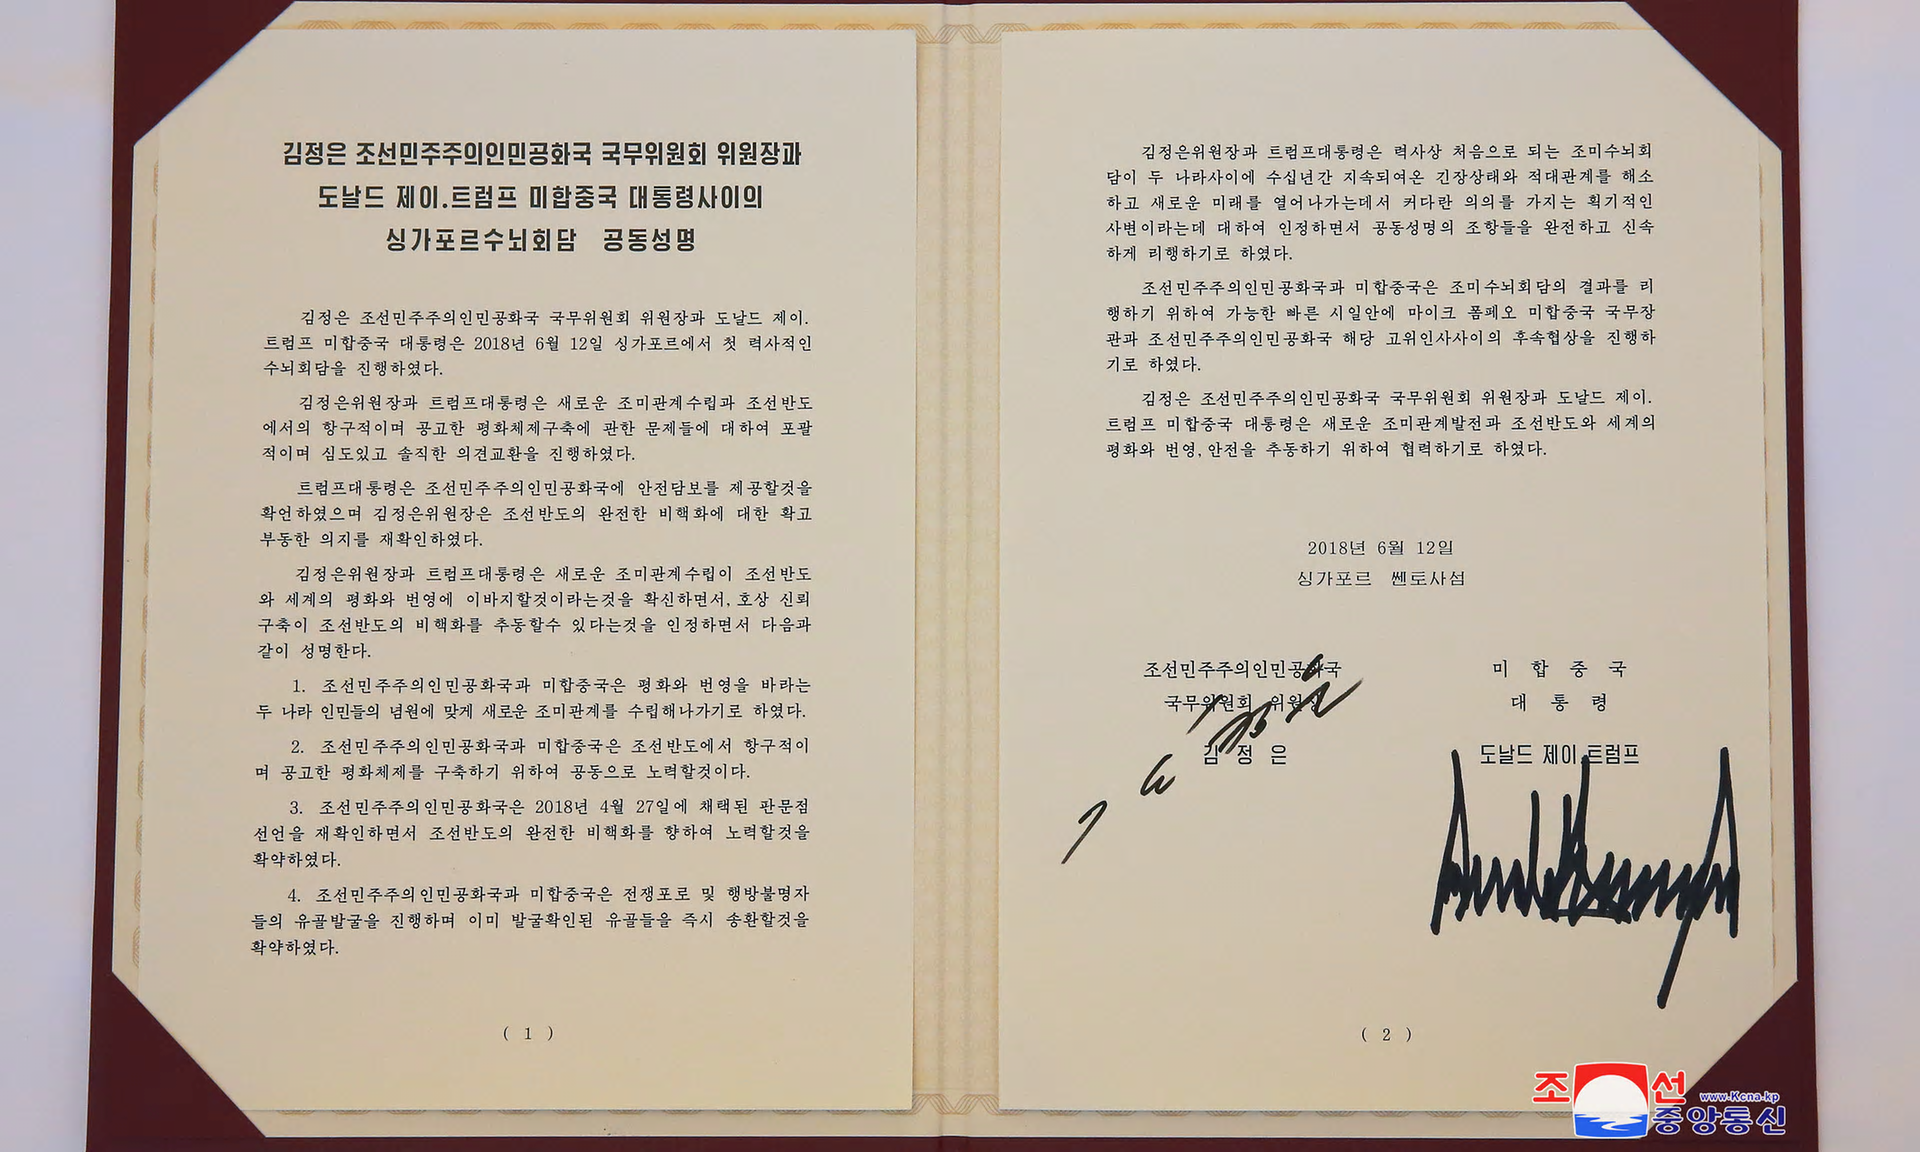 김정은 조선민주주의인민공화국 국무위원회 위원장과
도날드 제이.트럼프 미합중국 대통령사이의
싱가포르수뇌회담 공동성명
김정은 조선민주주의인민공화국 국무위원회 위원장과 도날드 제이.
트럼프 미합중국 대통령은 2018년 6월 12일 싱가포르에서 첫 력사적인
수뇌회담을 진행하였다.
김정은위원장과 트럼프대통령은 새로운 조미관계수립과 조선반도
에서의 항구적이며 공고한 평화체제구축에 관한 문제들에 대하여 포괄
적이며 심도있고 솔직한 의견교환을 진행하였다.
트럼프대통령은 조선민주주의인민공화국에 안전담보를 제공할것을
확언하였으며 김정은위원장은 조선반도의 완전한 비핵화에 대한 확고
부동한 의지를 재확인하였다.
김정은위원장과 트럼프대통령은 새로운 조미관계수립이 조선반도
와 세계의 평화와 번영에 이바지할것이라는것을 확신하면서, 호상 신뢰
구축이 조선반도의 비핵화를 추동할수 있다는것을 인정하면서 다음과
같이 성명한다.
1. 조선민주주의인민공화국과 미합중국은 평화와 번영을 바라는
두 나라 인민들의 념원에 맞게 새로운 조미관계를 수립해나가기로 하였다.
2. 조선민주주의인민공화국과 미합중국은 조선반도에서 항구적이
며 공고한 평화체제를 구축하기 위하여 공동으로 노력할것이다.
3. 조선민주주의인민공화국은 2018년 4월 27일에 채택된 판문점
선언을 재확인하면서 조선반도의 완전한 비핵화를 향하여 노력할것을
확약하였다.
4. 조선민주주의인민공화국과 미합중국은 전쟁포로 및 행방불명자
들의 유골발굴을 진행하며 이미 발굴확인된 유골들을 즉시 송환할것을
확약하였다.
( 1 )
김정은위원장과 트럼프대통령은 력사상 처음으로 되는 조미수뇌회
담이 두 나라사이에 수십년간 지속되여온 긴장상태와 적대관계를 해소
하고 새로운 미래를 열어나가는데서 커다란 의의를 가지는 획기적인
사변이라는데 대하여 인정하면서 공동성명의 조항들을 완전하고 신속
하게 리행하기로 하였다.
조선민주주의인민공화국과 미합중국은 조미수뇌회담의 결과를 리
행하기 위하여 가능한 빠른 시일안에 마이크 폼페오 미합중국 국무장
관과 조선민주주의인민공화국 해당 고위인사사이의 후속협상을 진행하
기로 하였다.
김정은 조선민주주의인민공화국 국무위원회 위원장과 도날드 제이.
트럼프 미합중국 대통령은 새로운 조미관계발전과 조선반도와 세계의
평화와 번영, 안전을 추동하기 위하여 협력하기로 하였다.
2018년 6월 12일
싱가포르 쎈토사섬
조선민주주의인민공화국
국무위원회 위원장
김 정 은
미 합 중 국
대 통 령
도날드 제이.트럼프
( 2 )
조선
www.Kcna.kp
중앙통신